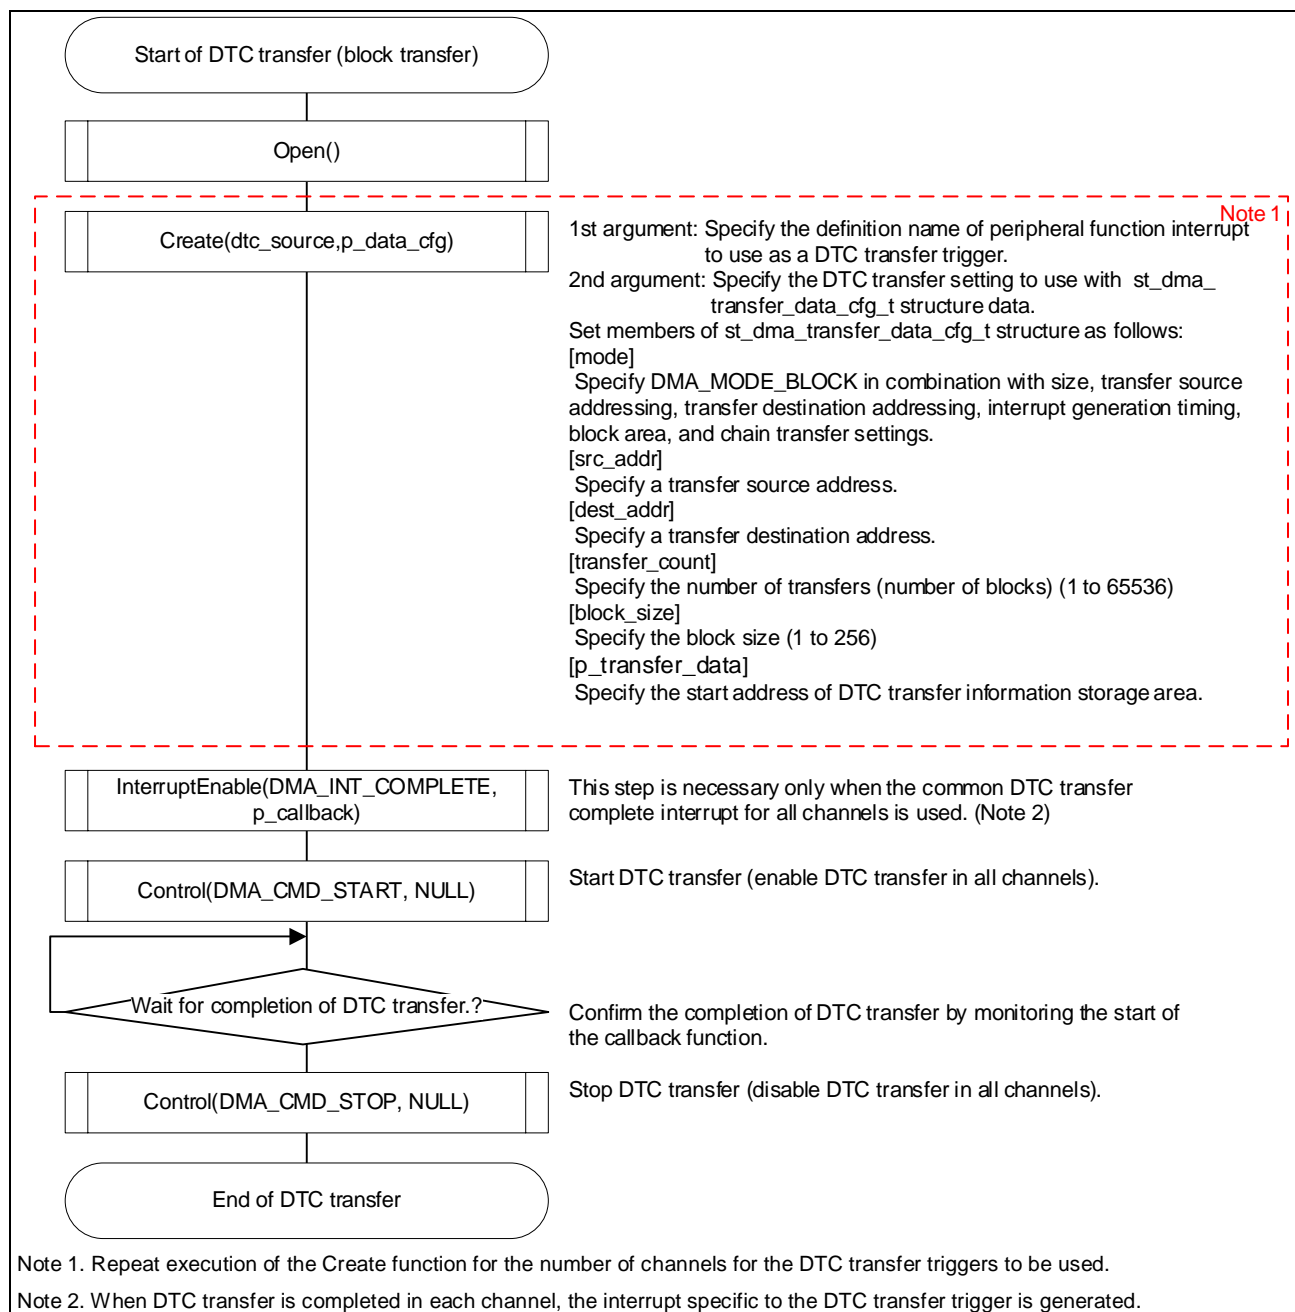 Start of DTC transfer (block transfer)
Open()
Note 1
Create(dtc_source,p_data_cfg)
1st argument: Specify the definition name of peripheral function interrupt
to use as a DTC transfer trigger.
2nd argument: Specify the DTC transfer setting to use with st_dma_
transfer_data_cfg_t structure data.
Set members of st_dma_transfer_data_cfg_t structure as follows:
[mode]
Specify DMA_MODE_BLOCK in combination with size, transfer source
addressing, transfer destination addressing, interrupt generation timing,
block area, and chain transfer settings.
[src_addr]
Specify a transfer source address.
[dest_addr]
Specify a transfer destination address.
[transfer_count]
Specify the number of transfers (number of blocks) (1 to 65536)
[block_size]
Specify the block size (1 to 256)
[p_transfer_data]
Specify the start address of DTC transfer information storage area.
InterruptEnable(DMA_INT_COMPLETE,
p_callback)
This step is necessary only when the common DTC transfer
complete interrupt for all channels is used. (Note 2)
Control(DMA_CMD_START, NULL)
Start DTC transfer (enable DTC transfer in all channels).
Wait for completion of DTC transfer.?
Confirm the completion of DTC transfer by monitoring the start of
the callback function.
Control(DMA_CMD_STOP, NULL)
Stop DTC transfer (disable DTC transfer in all channels).
End of DTC transfer
Note 1. Repeat execution of the Create function for the number of channels for the DTC transfer triggers to be used.
Note 2. When DTC transfer is completed in each channel, the interrupt specific to the DTC transfer trigger is generated.